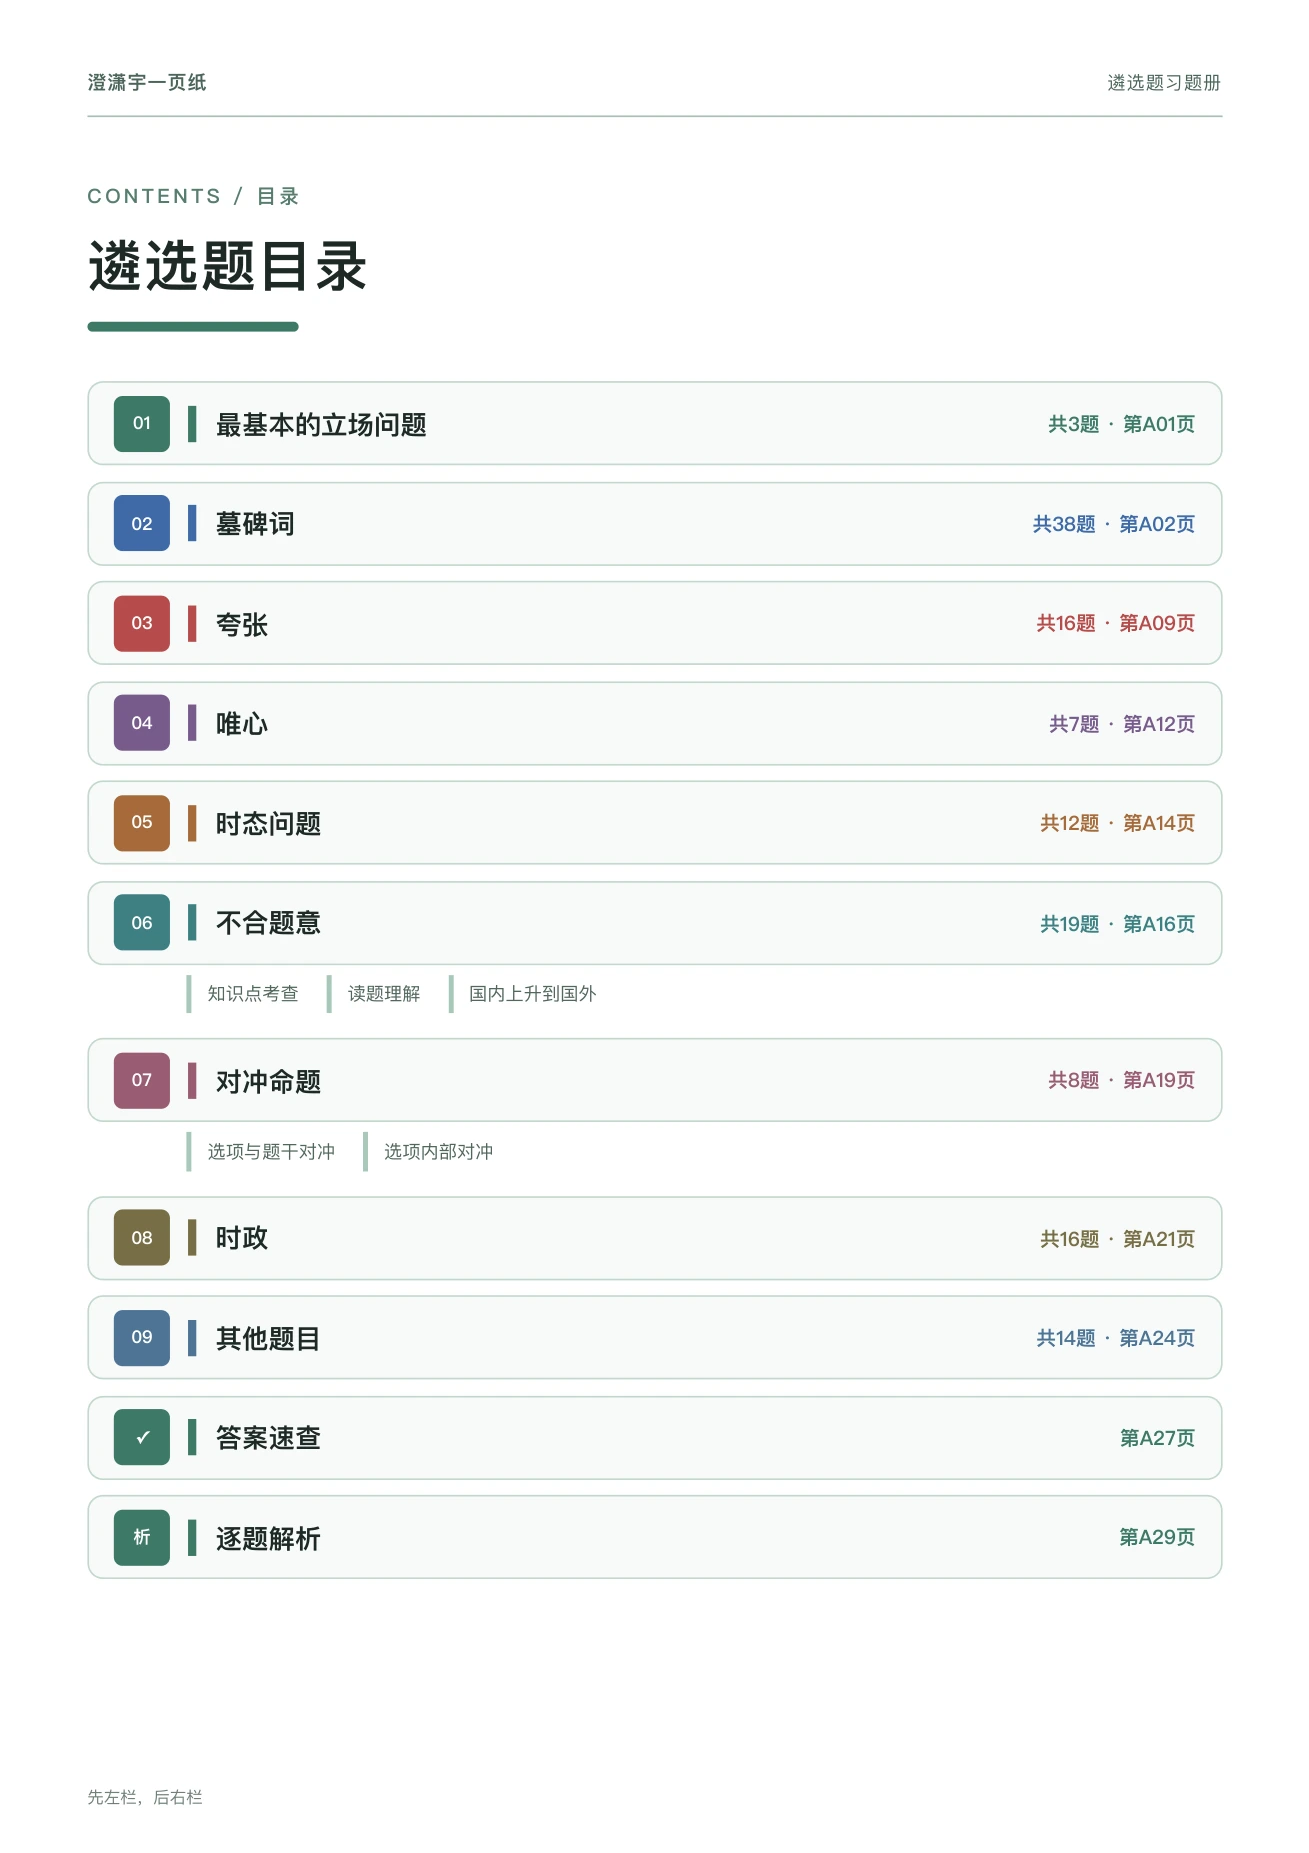 澄潇宇一页纸
遴选题习题册
CONTENTS / 目录
遴选题目录
01 最基本的立场问题 共3题 · 第A01页
02 墓碑词 共38题 · 第A02页
03 夸张 共16题 · 第A09页
04 唯心 共7题 · 第A12页
05 时态问题 共12题 · 第A14页
06 不合题意 共19题 · 第A16页
知识点考查 读题理解 国内上升到国外
07 对冲命题 共8题 · 第A19页
选项与题干对冲 选项内部对冲
08 时政 共16题 · 第A21页
09 其他题目 共14题 · 第A24页
✓ 答案速查 第A27页
析 逐题解析 第A29页
先左栏，后右栏